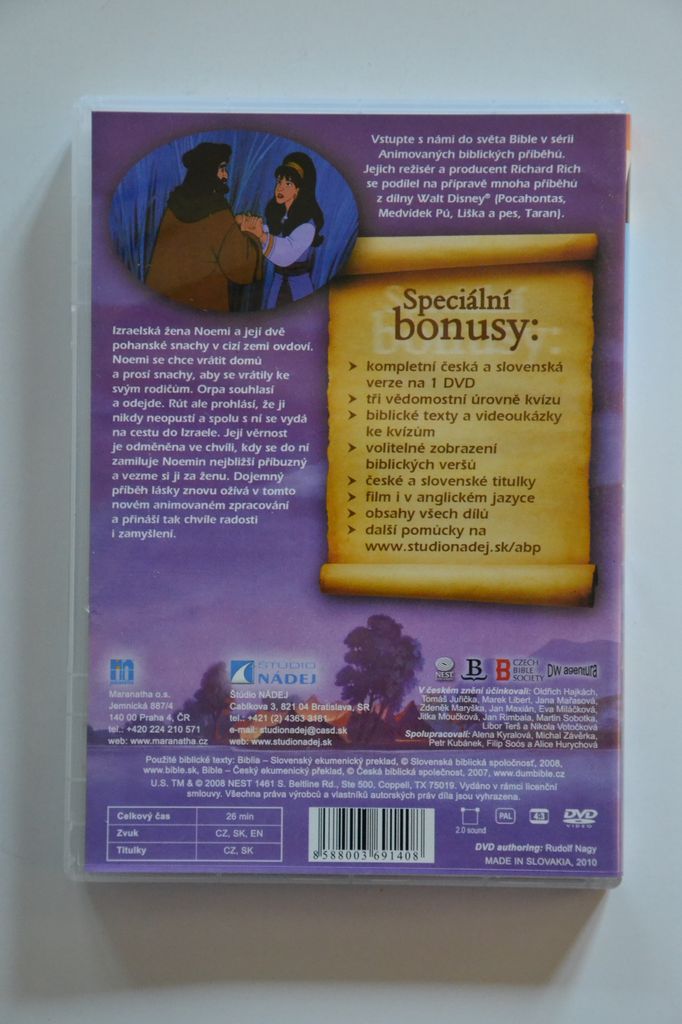 Vstupte s námi do světa Bible v sérii
Animovaných biblických příběhů.
Jejich režisér a producent Richard Rich
se podílel na přípravě mnoha příběhů
z dílny Walt Disney® (Pocahontas,
Medvídek Pú, Liška a pes, Taran).
Izraelská žena Noemi a její dvě
pohanské snachy v cizí zemi ovdoví.
Noemi se chce vrátit domů
a prosí snachy, aby se vrátily ke
svým rodičům. Orpa souhlasí
a odejde. Rút ale prohlásí, že ji
nikdy neopustí a spolu s ní se vydá
na cestu do Izraele. Její věrnost
je odměněna ve chvíli, kdy se do ní
zamiluje Noemin nejbližší příbuzný
a vezme si ji za ženu. Dojemný
příběh lásky znovu ožívá v tomto
novém animovaném zpracování
a přináší tak chvíle radosti
i zamyšlení.
Speciální
bonusy:
kompletní česká a slovenská
verze na 1 DVD
tři vědomostní úrovně kvízu
biblické texty a videoukázky
ke kvízům
volitelné zobrazení
biblických veršů
české a slovenské titulky
film i v anglickém jazyce
obsahy všech dílů
další pomůcky na
www.studionadej.sk/abp
Maranatha o.s.
Jemnická 887/4
140 00 Praha 4, ČR
tel.: +420 224 210 571
web: www.maranatha.cz
STUDIO
NÁDEJ
Štúdio NÁDEJ
Cablkova 3, 821 04 Bratislava, SR
tel.: +421 (2) 4363 3181
e-mail: studionadej@casd.sk
web: www.studionadej.sk
NEST
B
CZECH
BIBLE
SOCIETY
DW agentura
V českém znění účinkovali: Oldřich Hajlich,
Tomáš Juřička, Marek Libert, Jana Mařasová,
Zdeněk Maryška, Jan Maxián, Eva Miláčková,
Jitka Moučková, Jan Rimbala, Martin Sobotka,
Libor Terš a Nikola Votočková
Spolupracovali: Alena Kyralová, Michal Závěrka,
Petr Kubánek, Filip Soós a Alice Hurychová
Použité biblické texty: Biblia – Slovenský ekumenický preklad, © Slovenská biblická spoločnosť, 2008,
www.bible.sk, Bible – Český ekumenický překlad, © Česká biblická společnost, 2007, www.dumbible.cz
U.S. TM & © 2008 NEST 1461 S. Beltline Rd., Ste 500, Coppell, TX 75019. Vydáno v rámci licenční
smlouvy. Všechna práva výrobců a vlastníků autorských práv díla jsou vyhrazena.
Celkový čas 26 min
Zvuk CZ, SK, EN
Titulky CZ, SK
8 588003 691408
2.0 sound
PAL
4:3
DVD
VIDEO
DVD authoring: Rudolf Nagy
MADE IN SLOVAKIA, 2010